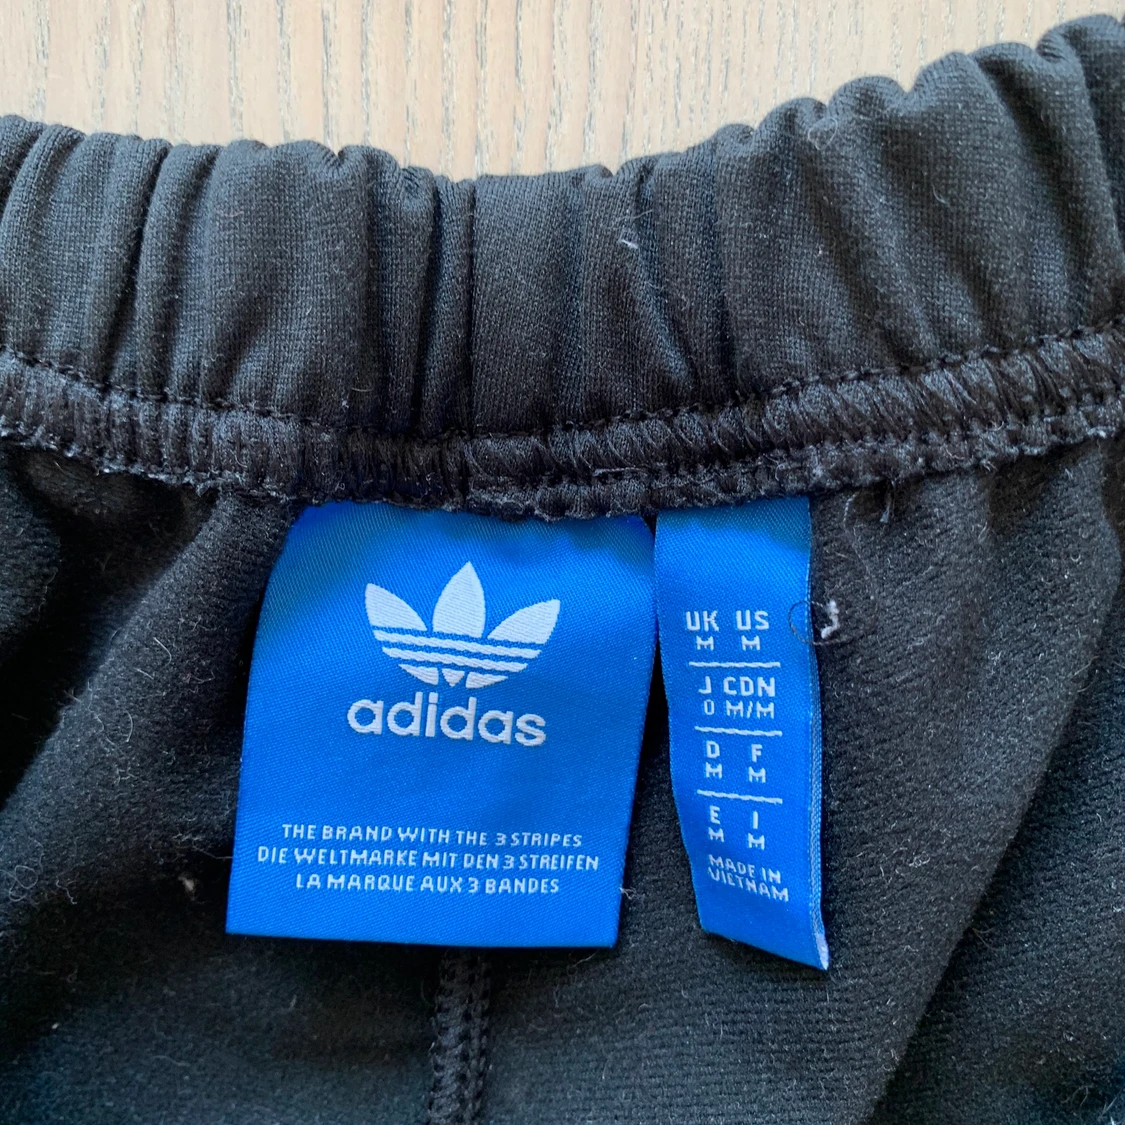 adidas
THE BRAND WITH THE 3 STRIPES
DIE WELTMARKE MIT DEN 3 STREIFEN
LA MARQUE AUX 3 BANDES
UK US
M M
J CDN
O M/M
D F
M M
E I
M M
MADE IN
VIETNAM